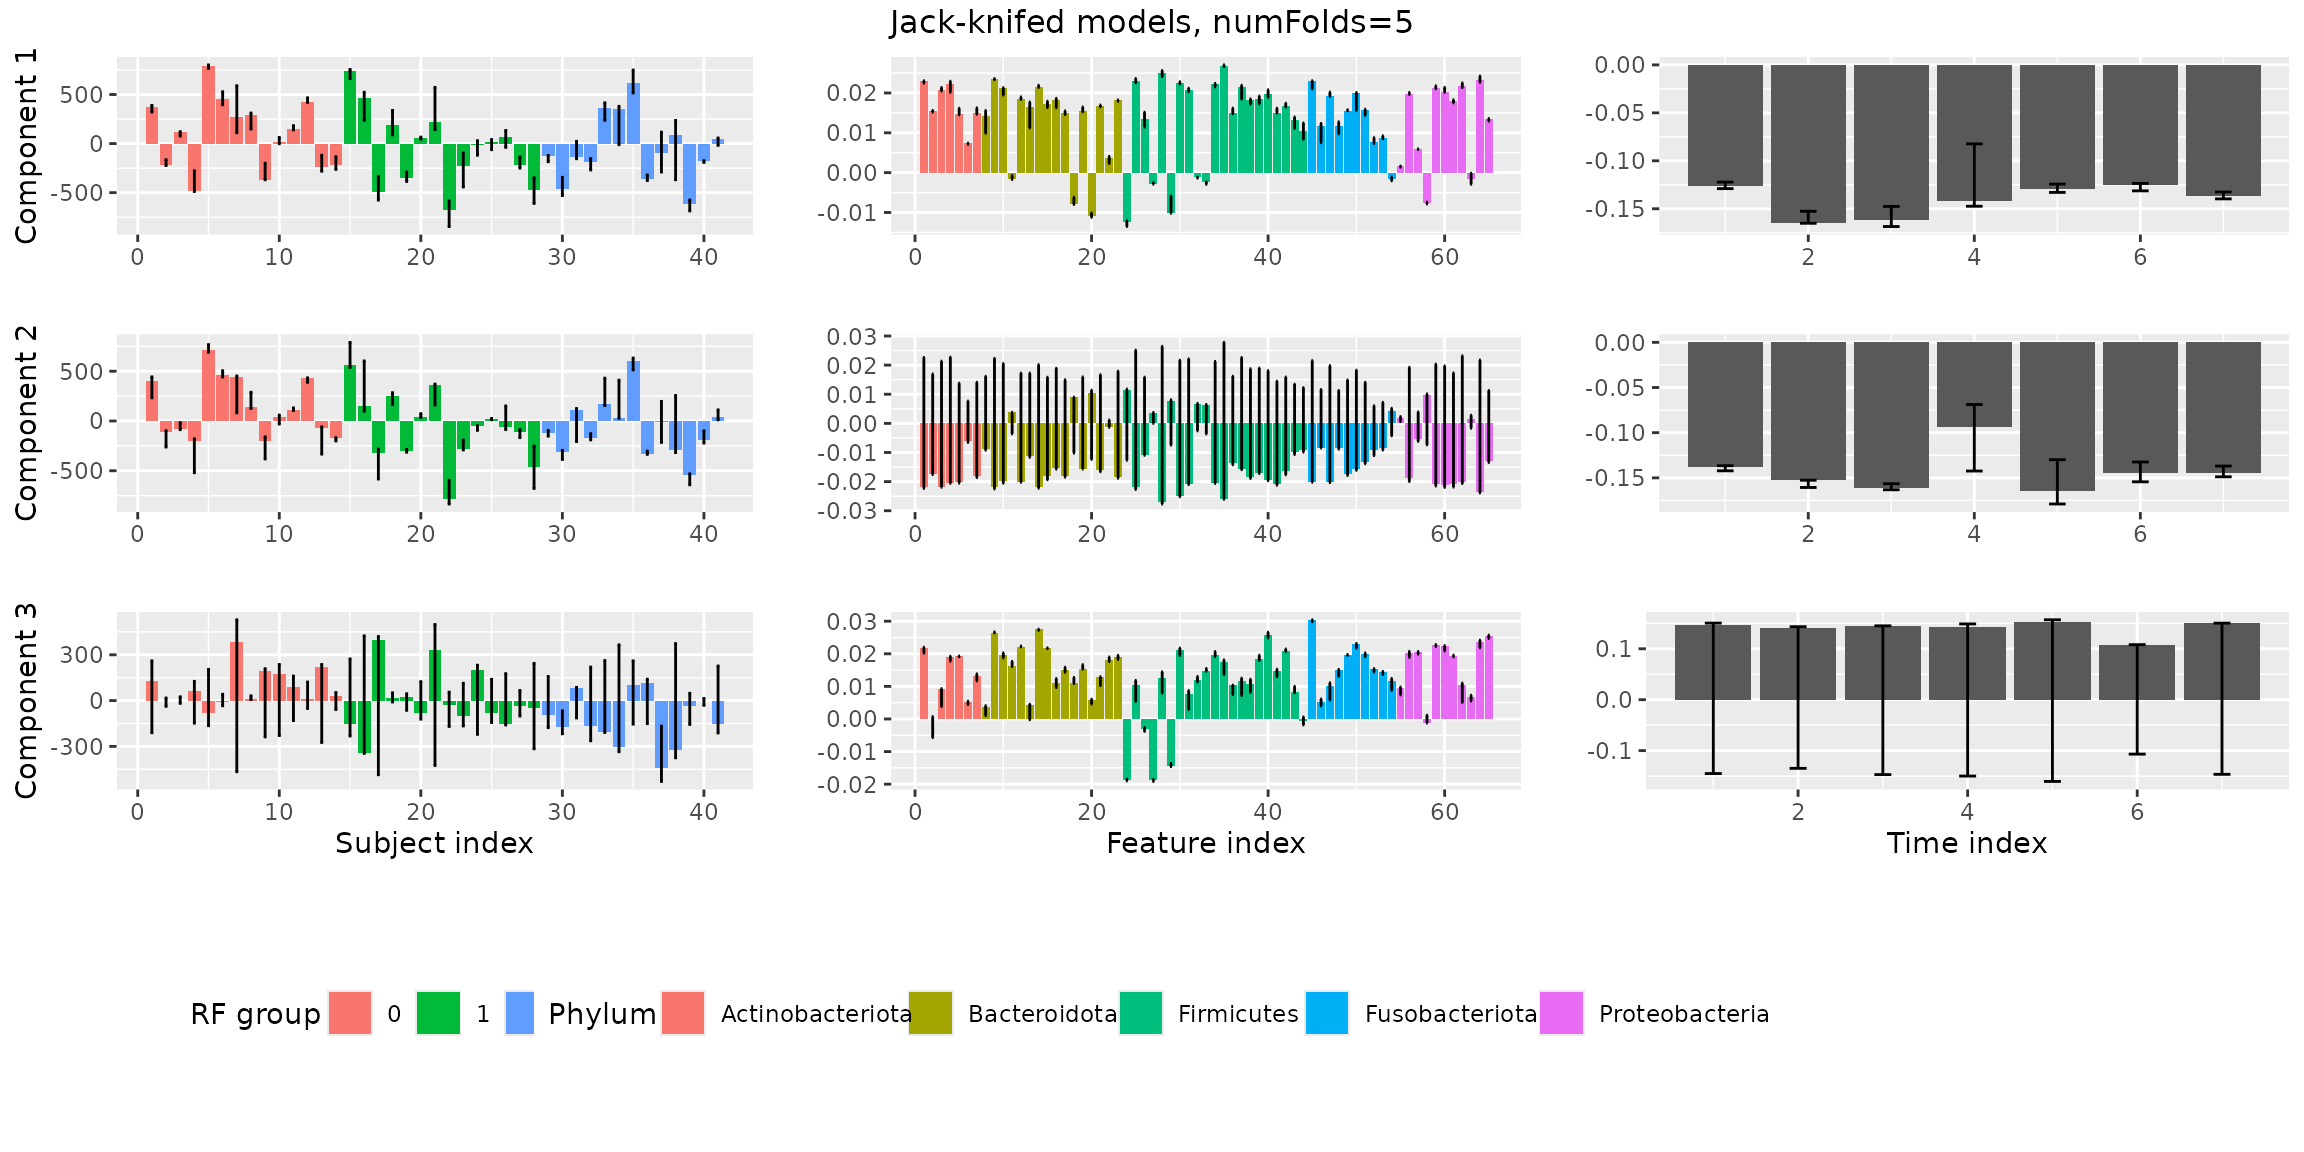 Jack-knifed models, numFolds=5
Component 1
500
0
-500
0 10 20 30 40
0.02
0.01
0.00
-0.01
0 20 40 60
0.00
-0.05
-0.10
-0.15
2 4 6
Component 2
500
0
-500
0 10 20 30 40
0.03
0.02
0.01
0.00
-0.01
-0.02
-0.03
0 20 40 60
0.00
-0.05
-0.10
-0.15
2 4 6
Component 3
300
0
-300
0 10 20 30 40
Subject index
0.03
0.02
0.01
0.00
-0.01
-0.02
0 20 40 60
Feature index
0.1
0.0
-0.1
2 4 6
Time index
RF group 0 1 Phylum Actinobacteriota Bacteroidota Firmicutes Fusobacteriota Proteobacteria